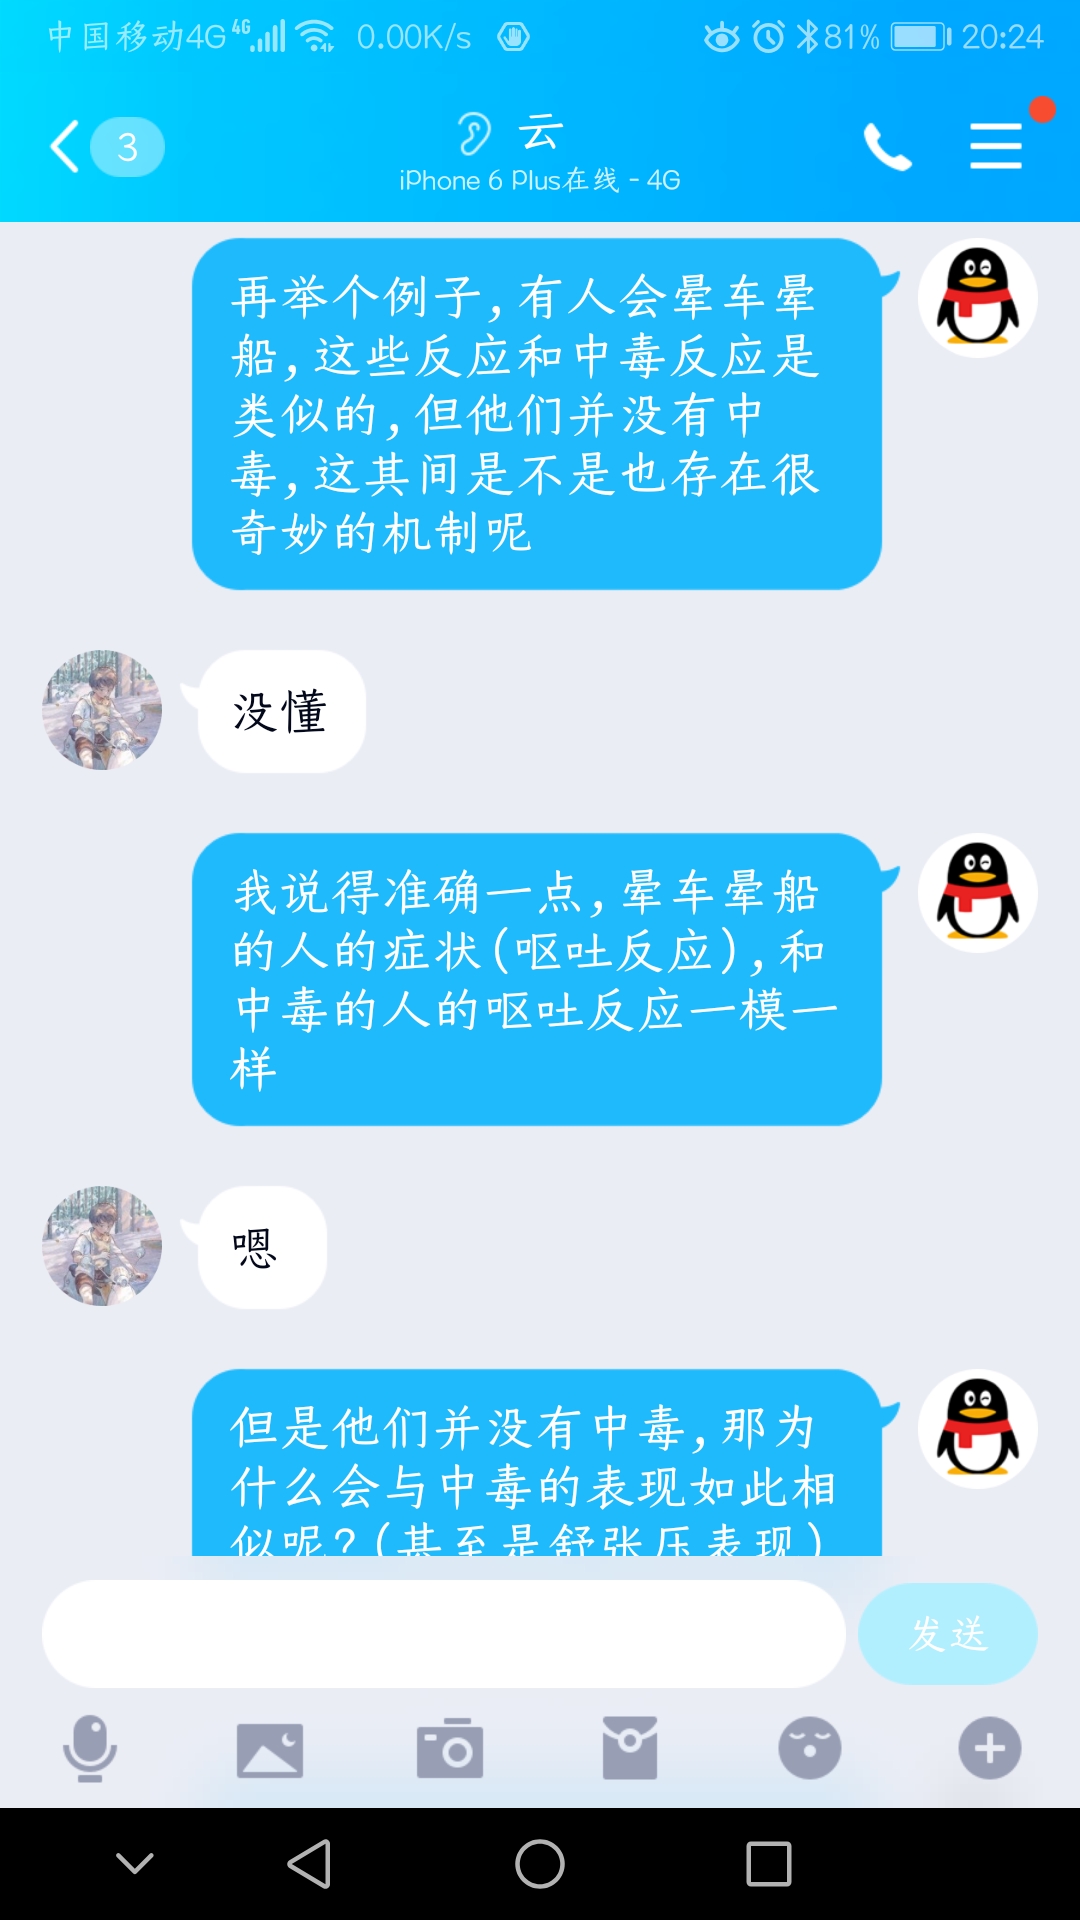 中国移动4G 4G 0.00K/s 81% 20:24
3
云
iPhone 6 Plus在线 - 4G
再举个例子,有人会晕车晕
船,这些反应和中毒反应是
类似的,但他们并没有中
毒,这其间是不是也存在很
奇妙的机制呢
没懂
我说得准确一点,晕车晕船
的人的症状(呕吐反应),和
中毒的人的呕吐反应一模一
样
嗯
但是他们并没有中毒,那为
什么会与中毒的表现如此相
似呢?(甚至是舒张压表现)
发送